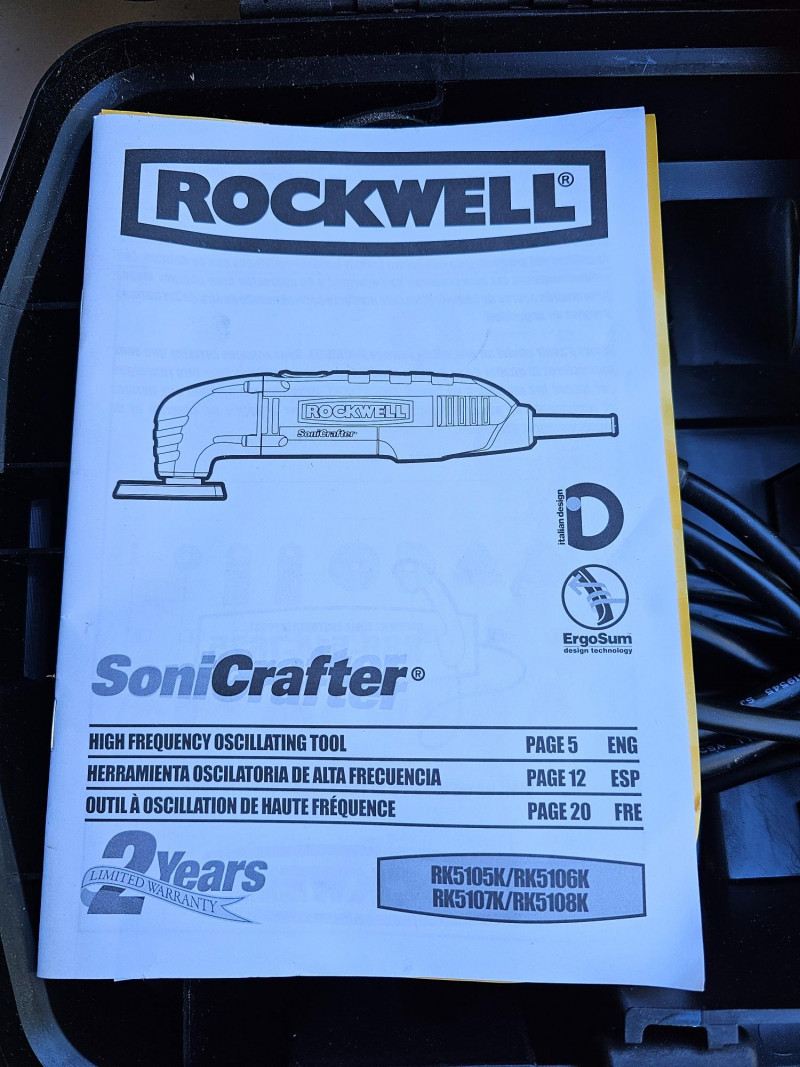 ROCKWELL®
ROCKWELL
SoniCrafter
italian design
ErgoSum™
design technology
SoniCrafter®
HIGH FREQUENCY OSCILLATING TOOL PAGE 5 ENG
HERRAMIENTA OSCILATORIA DE ALTA FRECUENCIA PAGE 12 ESP
OUTIL À OSCILLATION DE HAUTE FRÉQUENCE PAGE 20 FRE
2 Years
LIMITED WARRANTY
RK5105K/RK5106K
RK5107K/RK5108K